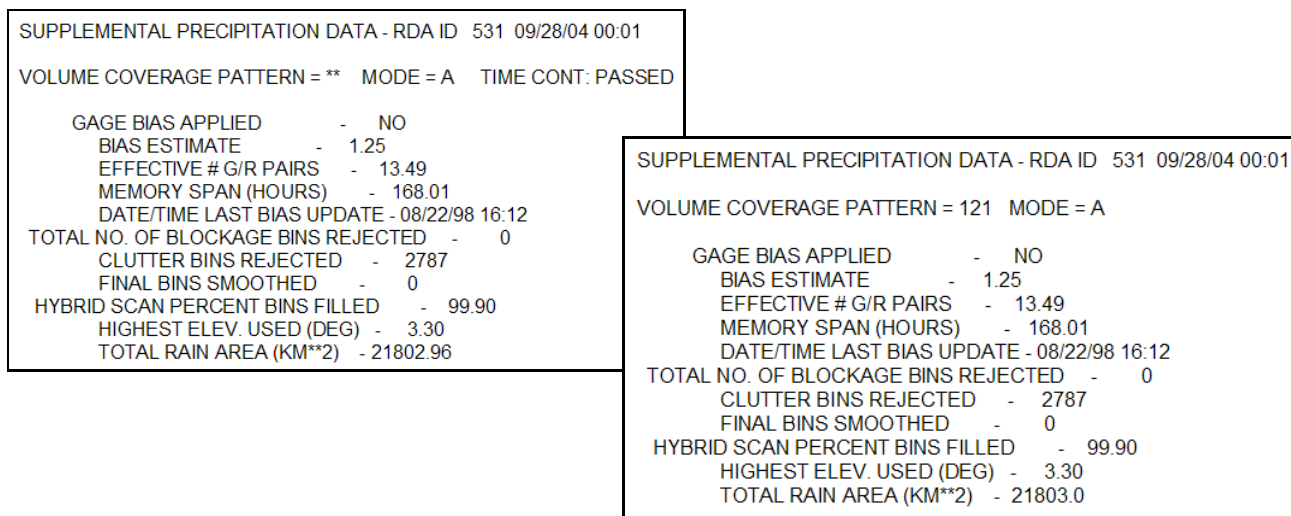 SUPPLEMENTAL PRECIPITATION DATA - RDA ID 531 09/28/04 00:01
VOLUME COVERAGE PATTERN = ** MODE = A TIME CONT: PASSED
GAGE BIAS APPLIED - NO
BIAS ESTIMATE - 1.25
EFFECTIVE # G/R PAIRS - 13.49
MEMORY SPAN (HOURS) - 168.01
DATE/TIME LAST BIAS UPDATE - 08/22/98 16:12
TOTAL NO. OF BLOCKAGE BINS REJECTED - 0
CLUTTER BINS REJECTED - 2787
FINAL BINS SMOOTHED - 0
HYBRID SCAN PERCENT BINS FILLED - 99.90
HIGHEST ELEV. USED (DEG) - 3.30
TOTAL RAIN AREA (KM**2) - 21802.96
SUPPLEMENTAL PRECIPITATION DATA - RDA ID 531 09/28/04 00:01
VOLUME COVERAGE PATTERN = 121 MODE = A
GAGE BIAS APPLIED - NO
BIAS ESTIMATE - 1.25
EFFECTIVE # G/R PAIRS - 13.49
MEMORY SPAN (HOURS) - 168.01
DATE/TIME LAST BIAS UPDATE - 08/22/98 16:12
TOTAL NO. OF BLOCKAGE BINS REJECTED - 0
CLUTTER BINS REJECTED - 2787
FINAL BINS SMOOTHED - 0
HYBRID SCAN PERCENT BINS FILLED - 99.90
HIGHEST ELEV. USED (DEG) - 3.30
TOTAL RAIN AREA (KM**2) - 21803.0